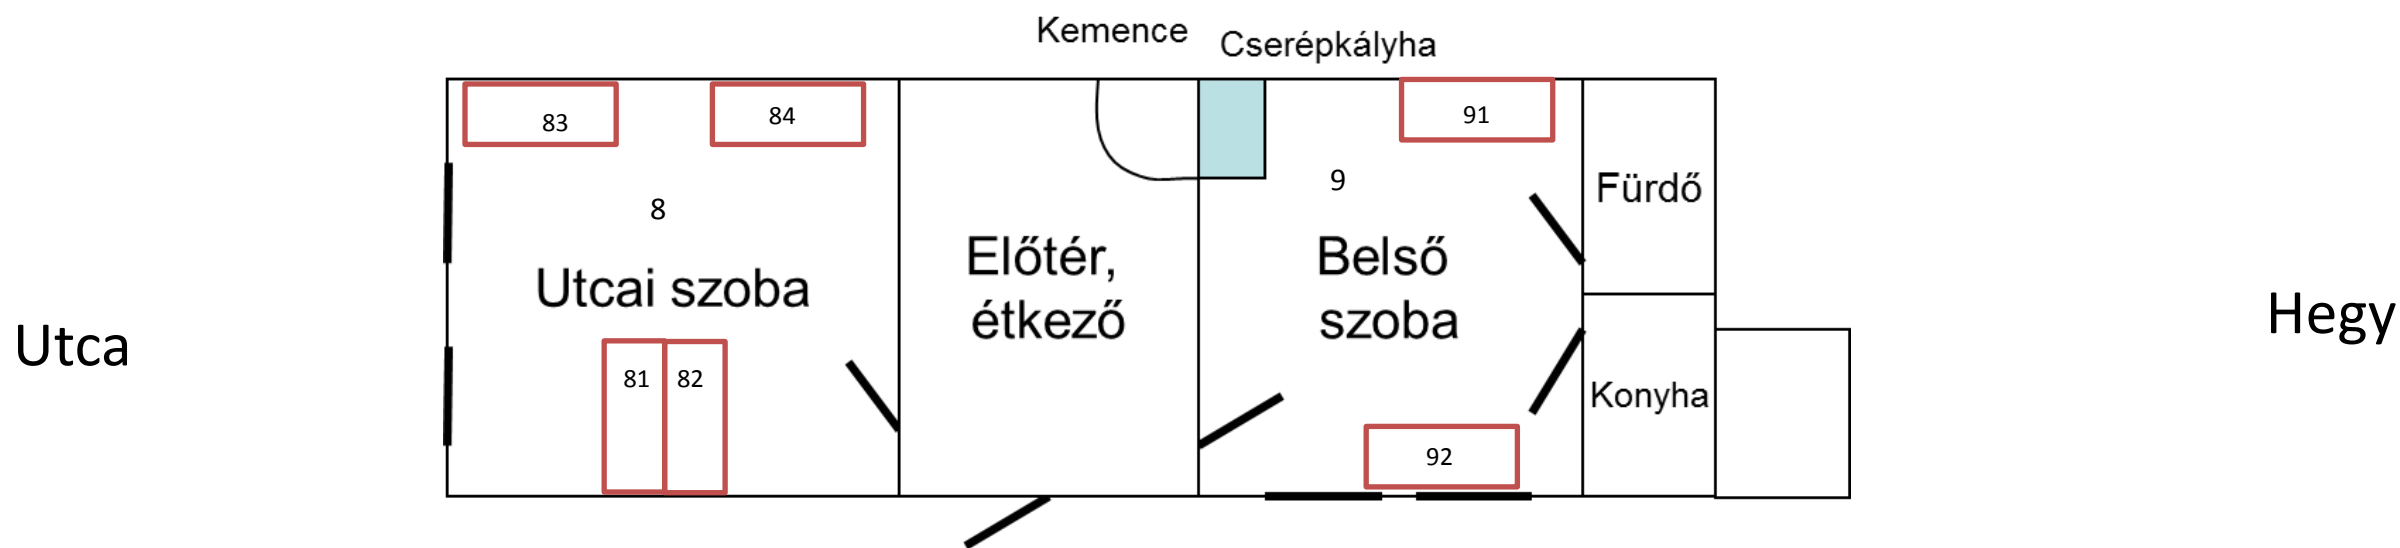 Kemence
Cserépkályha
83
84
91
8
9
Fürdő
Utcai szoba
Előtér,
étkező
Belső
szoba
Utca
Hegy
81
82
Konyha
92